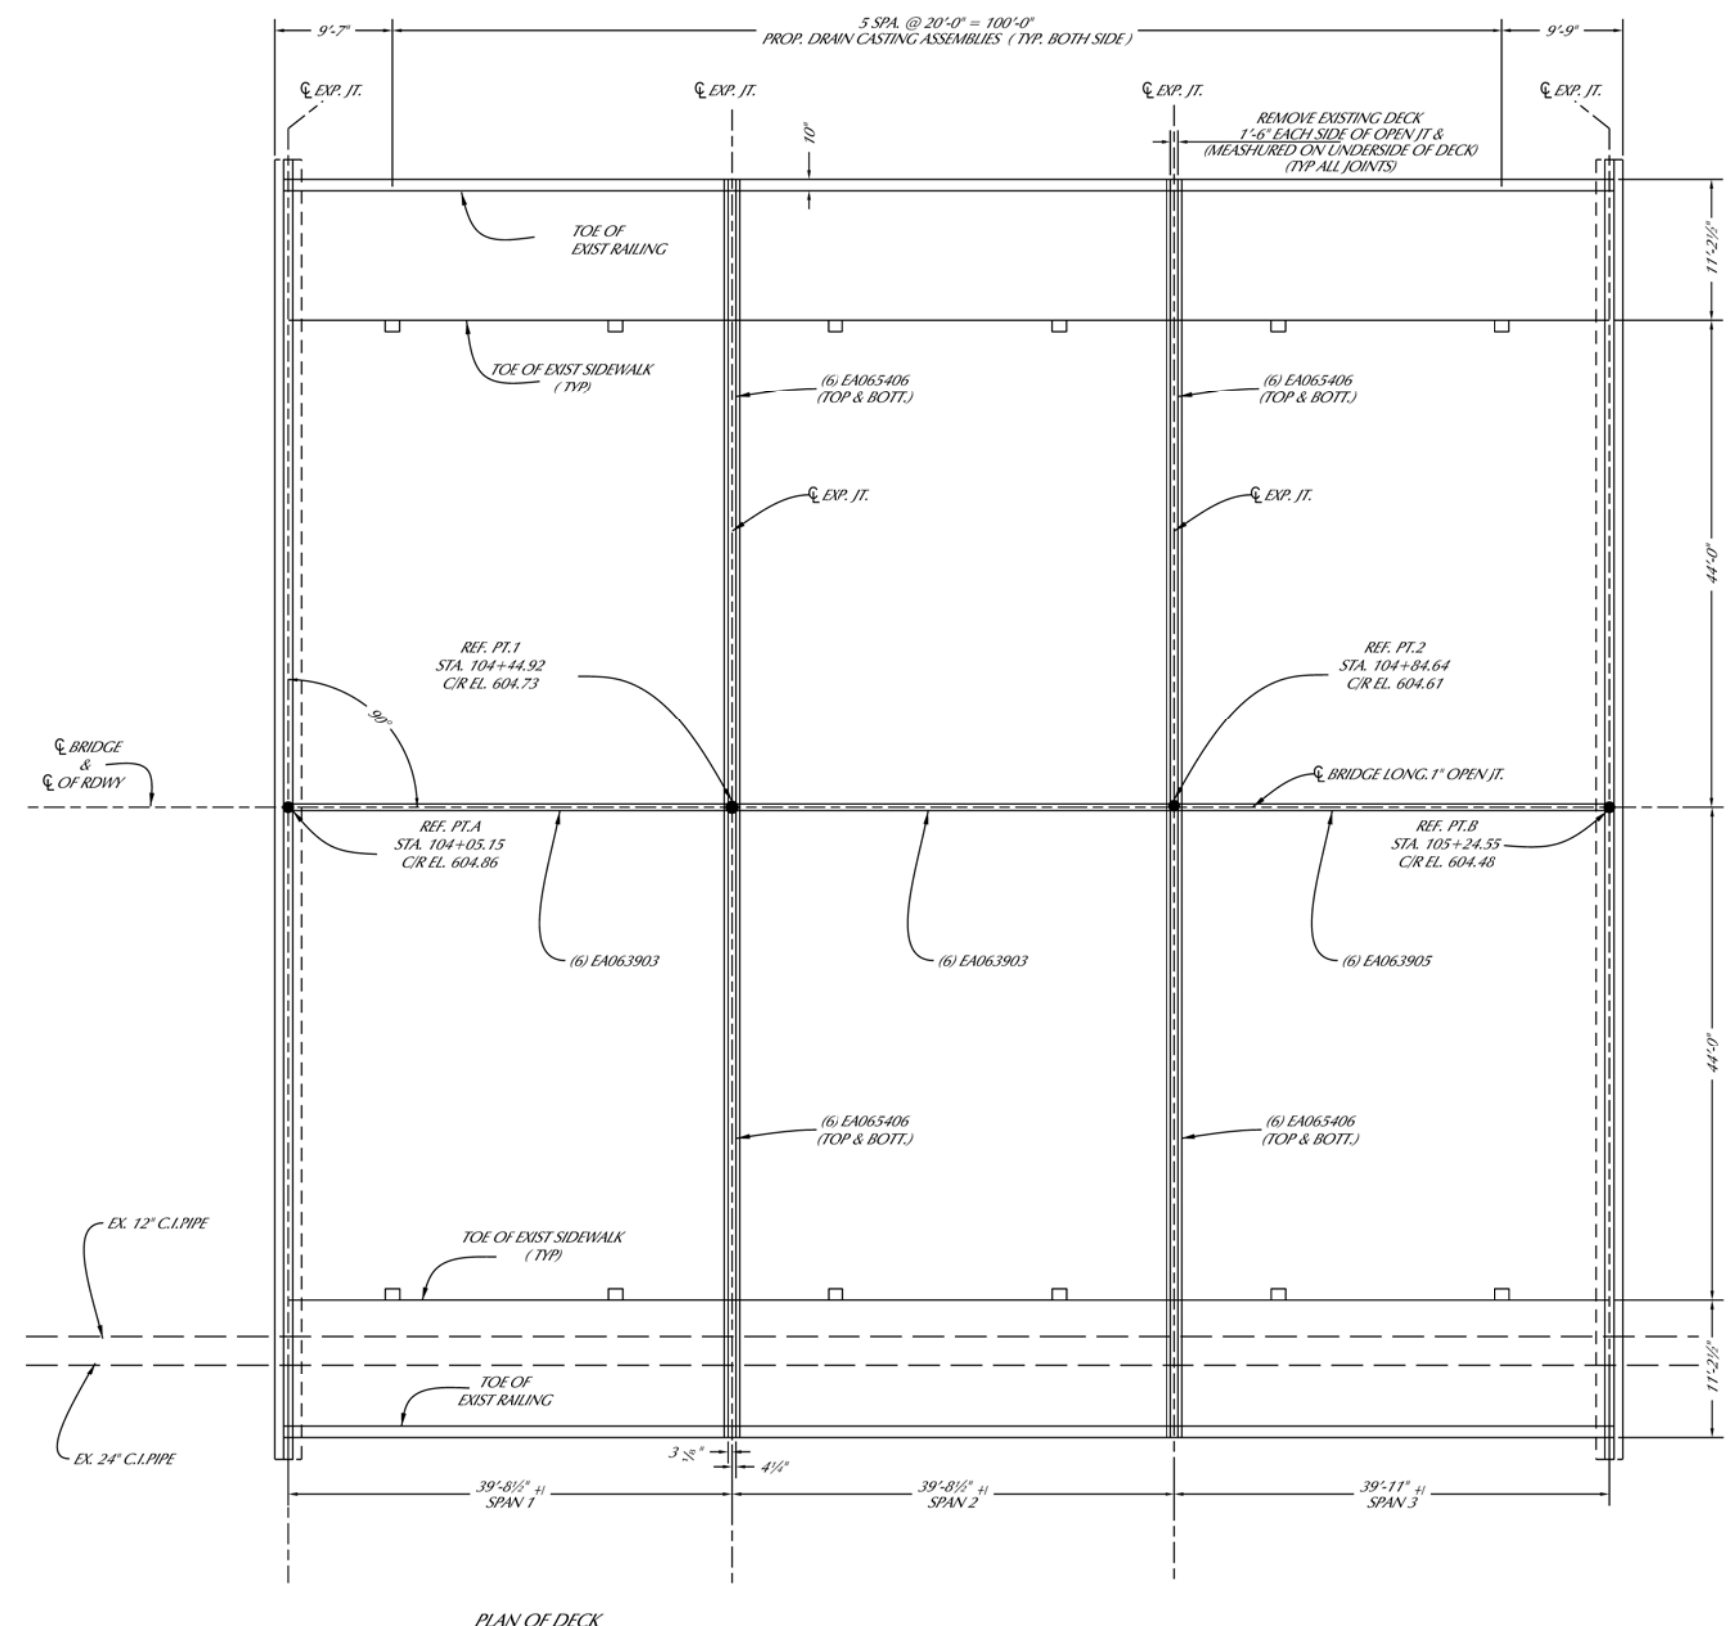 5 SPA. @ 20'-0" = 100'-0"
9'-7"
PROP. DRAIN CASTING ASSEMBLIES ( TYP. BOTH SIDE )
9'-9"
℄ EXP. JT.
℄ EXP. JT.
℄ EXP. JT.
℄ EXP. JT.
10"
REMOVE EXISTING DECK
1'-6" EACH SIDE OF OPEN JT &
(MEASHURED ON UNDERSIDE OF DECK)
(TYP ALL JOINTS)
TOE OF
EXIST RAILING
11'-2½"
TOE OF EXIST SIDEWALK
( TYP)
(6) EA065406
(TOP & BOTT.)
(6) EA065406
(TOP & BOTT.)
℄ EXP. JT.
℄ EXP. JT.
44'-0"
REF. PT.1
STA. 104+44.92
C/R EL. 604.73
REF. PT.2
STA. 104+84.64
C/R EL. 604.61
90°
℄ BRIDGE
&
℄ OF RDWY
℄ BRIDGE LONG.1" OPEN JT.
REF. PT.A
STA. 104+05.15
C/R EL. 604.86
REF. PT.B
STA. 105+24.55
C/R EL. 604.48
(6) EA063903
(6) EA063903
(6) EA063905
44'-0"
(6) EA065406
(TOP & BOTT.)
(6) EA065406
(TOP & BOTT.)
EX. 12" C.I.PIPE
TOE OF EXIST SIDEWALK
( TYP)
11'-2½"
TOE OF
EXIST RAILING
EX. 24" C.I.PIPE
3
4¼"
39'-8½" +|
SPAN 1
39'-8½" +|
SPAN 2
39'-11" +|
SPAN 3
PLAN OF DECK